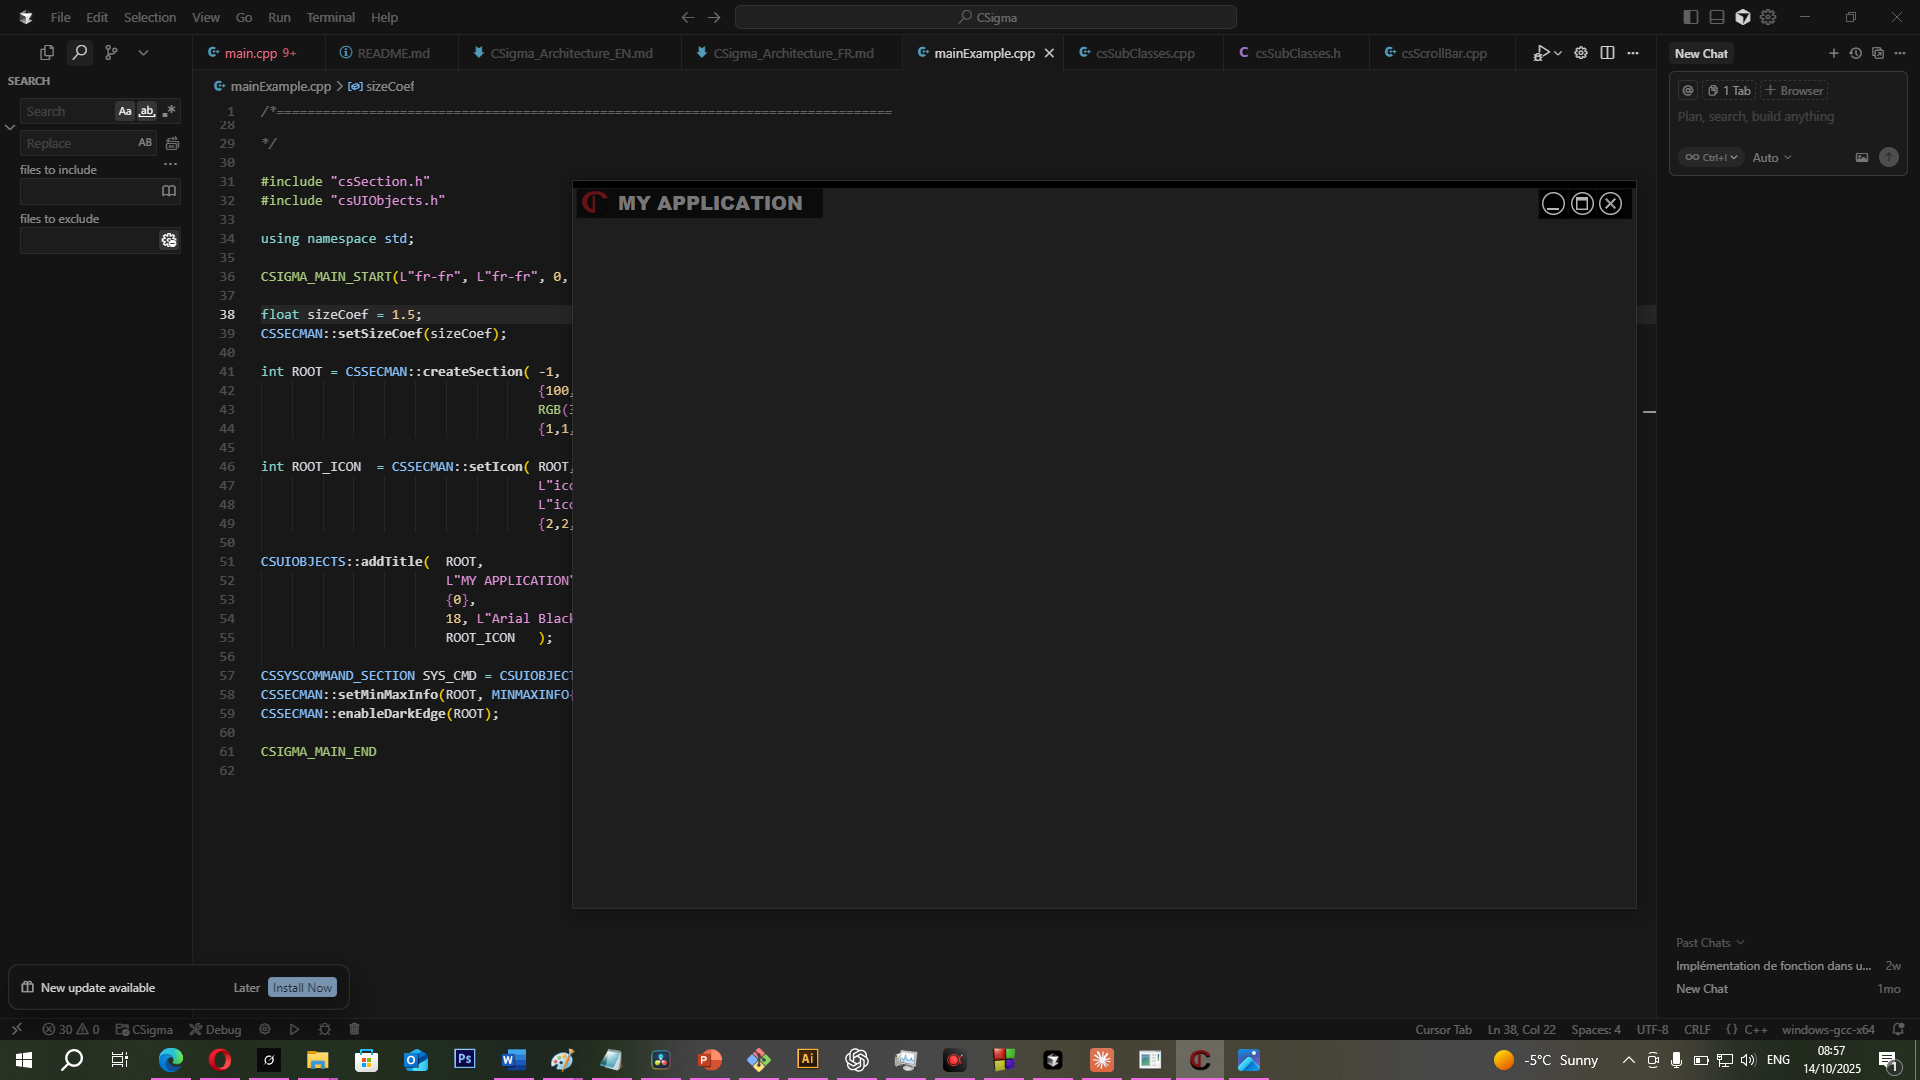 File Edit Selection View Go Run Terminal Help
CSigma
main.cpp 9+
README.md
CSigma_Architecture_EN.md
CSigma_Architecture_FR.md
mainExample.cpp
csSubClasses.cpp
csSubClasses.h
csScrollBar.cpp
New Chat
SEARCH
mainExample.cpp > sizeCoef
@ 1 Tab + Browser
Plan, search, build anything
Ctrl+I
Auto
Search
Aa ab
Replace
AB
files to include
files to exclude
1 /*================================================================================
28
29 */
30
31 #include "csSection.h"
32 #include "csUIObjects.h"
33
34 using namespace std;
35
36 CSIGMA_MAIN_START(L"fr-fr", L"fr-fr", 0,
37
38 float sizeCoef = 1.5;
39 CSSECMAN::setSizeCoef(sizeCoef);
40
41 int ROOT = CSSECMAN::createSection( -1,
42 {100,
43 RGB(
44 {1,1,
45
46 int ROOT_ICON = CSSECMAN::setIcon( ROOT,
47 L"ico
48 L"ico
49 {2,2,
50
51 CSUIOBJECTS::addTitle( ROOT,
52 L"MY APPLICATION"
53 {0},
54 18, L"Arial Black
55 ROOT_ICON );
56
57 CSSYSCOMMAND_SECTION SYS_CMD = CSUIOBJECT
58 CSSECMAN::setMinMaxInfo(ROOT, MINMAXINFO
59 CSSECMAN::enableDarkEdge(ROOT);
60
61 CSIGMA_MAIN_END
62
MY APPLICATION
Past Chats
Implémentation de fonction dans u... 2w
New Chat 1mo
New update available
Later
Install Now
30 0 CSigma Debug
Cursor Tab Ln 38, Col 22 Spaces: 4 UTF-8 CRLF {} C++ windows-gcc-x64
Ps
Ai
-5°C Sunny
ENG
08:57
14/10/2025
1